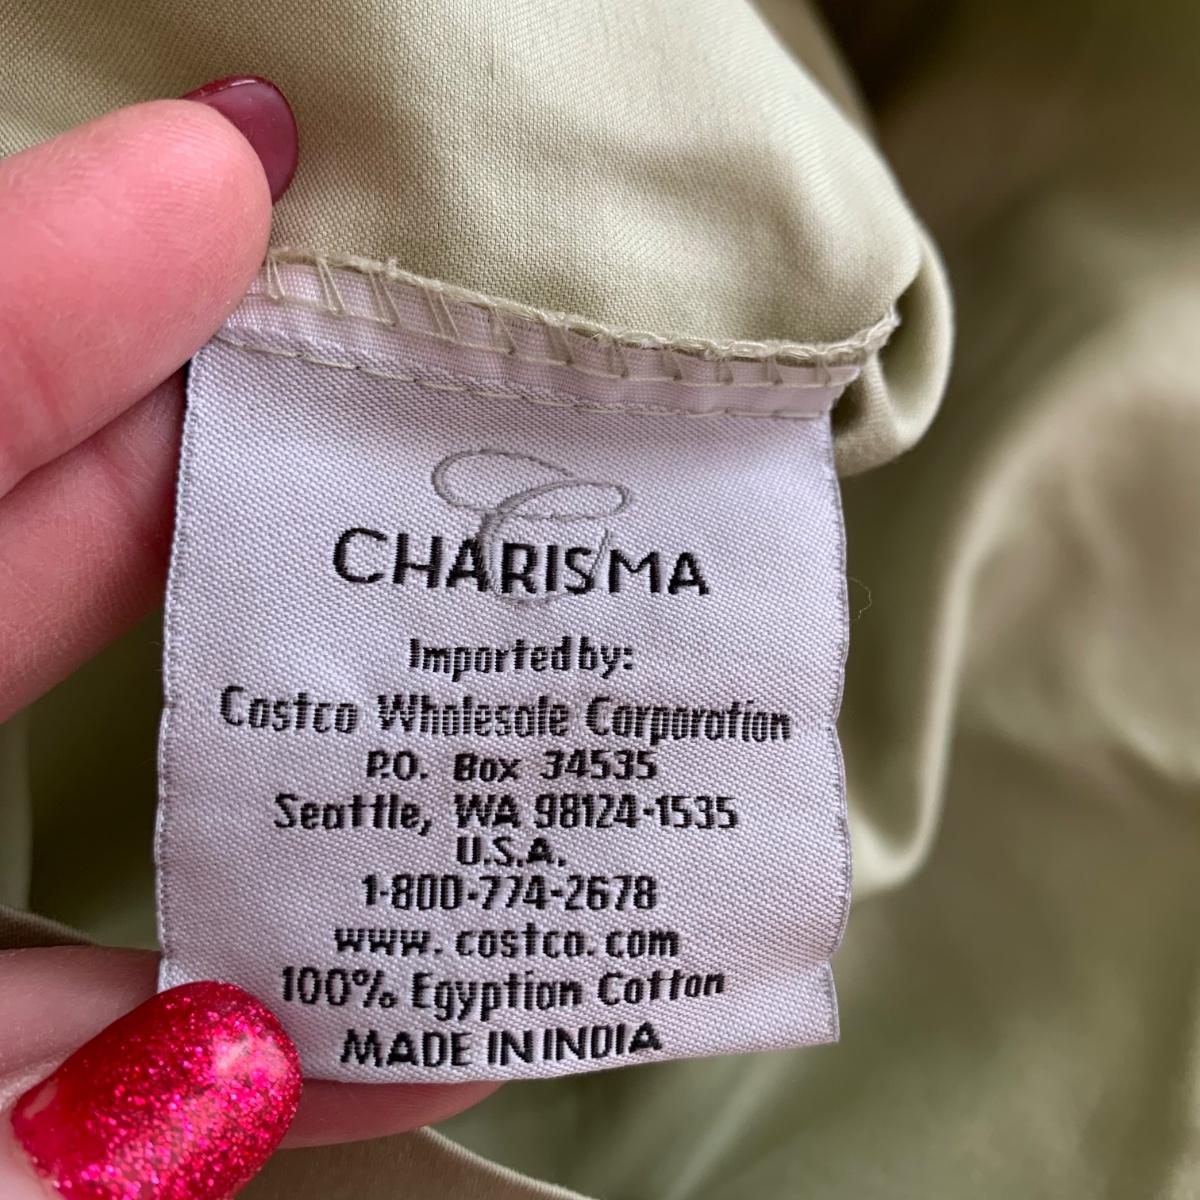 CHARISMA
Imported by:
Costco Wholesale Corporation
P.O. Box 34535
Seattle, WA 98124-1535
U.S.A.
1-800-774-2678
www.costco.com
100% Egyptian Cotton
MADE IN INDIA